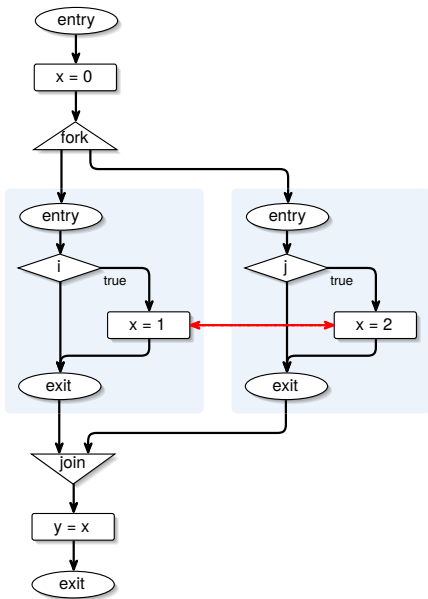 entry
x = 0
fork
entry
i
true
x = 1
exit
entry
j
true
x = 2
exit
join
y = x
exit